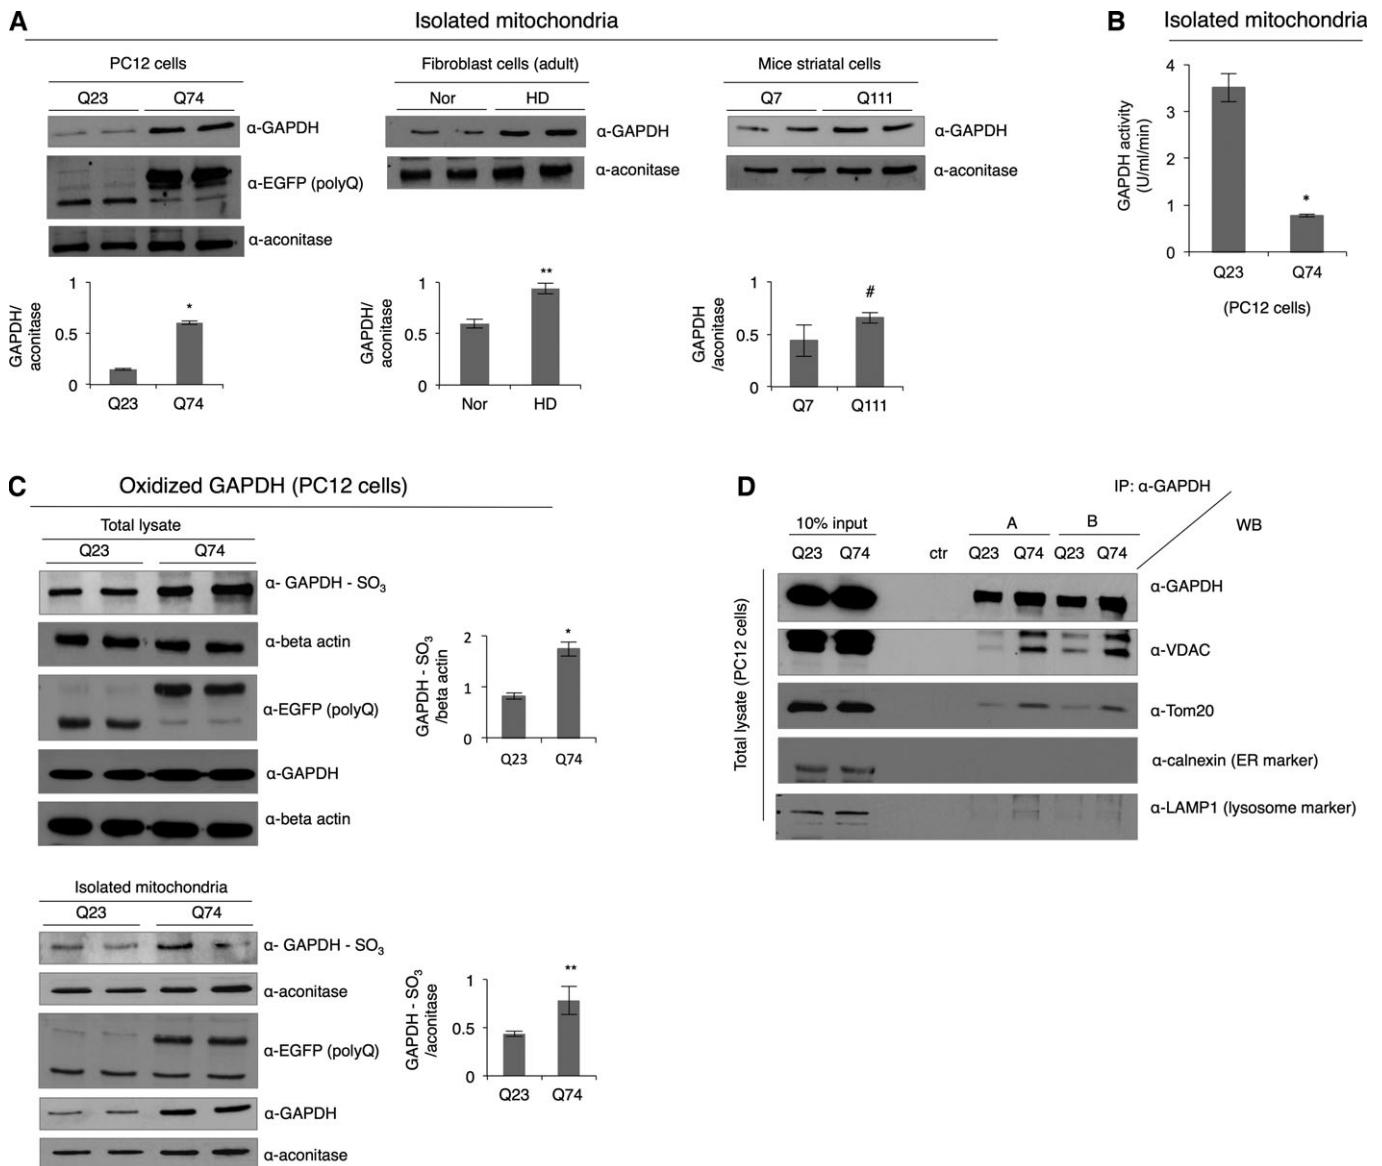 A
Isolated mitochondria
PC12 cells
Q23 Q74
α-GAPDH
α-EGFP (polyQ)
α-aconitase
GAPDH/
aconitase
1
0.5
0
*
Q23 Q74
Fibroblast cells (adult)
Nor HD
α-GAPDH
α-aconitase
GAPDH/
aconitase
1
0.5
0
**
Nor HD
Mice striatal cells
Q7 Q111
α-GAPDH
α-aconitase
GAPDH
/aconitase
1
0.5
0
#
Q7 Q111
B
Isolated mitochondria
GAPDH activity
(U/ml/min)
4
3
2
1
0
*
Q23 Q74
(PC12 cells)
C
Oxidized GAPDH (PC12 cells)
Total lysate
Q23 Q74
α- GAPDH - SO₃
α-beta actin
α-EGFP (polyQ)
α-GAPDH
α-beta actin
GAPDH - SO₃
/beta actin
2
1
0
*
Q23 Q74
Isolated mitochondria
Q23 Q74
α- GAPDH - SO₃
α-aconitase
α-EGFP (polyQ)
α-GAPDH
α-aconitase
GAPDH - SO₃
/aconitase
1
0.5
0
**
Q23 Q74
D
IP: α-GAPDH
WB
10% input A B
Q23 Q74 ctr Q23 Q74 Q23 Q74
Total lysate (PC12 cells)
α-GAPDH
α-VDAC
α-Tom20
α-calnexin (ER marker)
α-LAMP1 (lysosome marker)